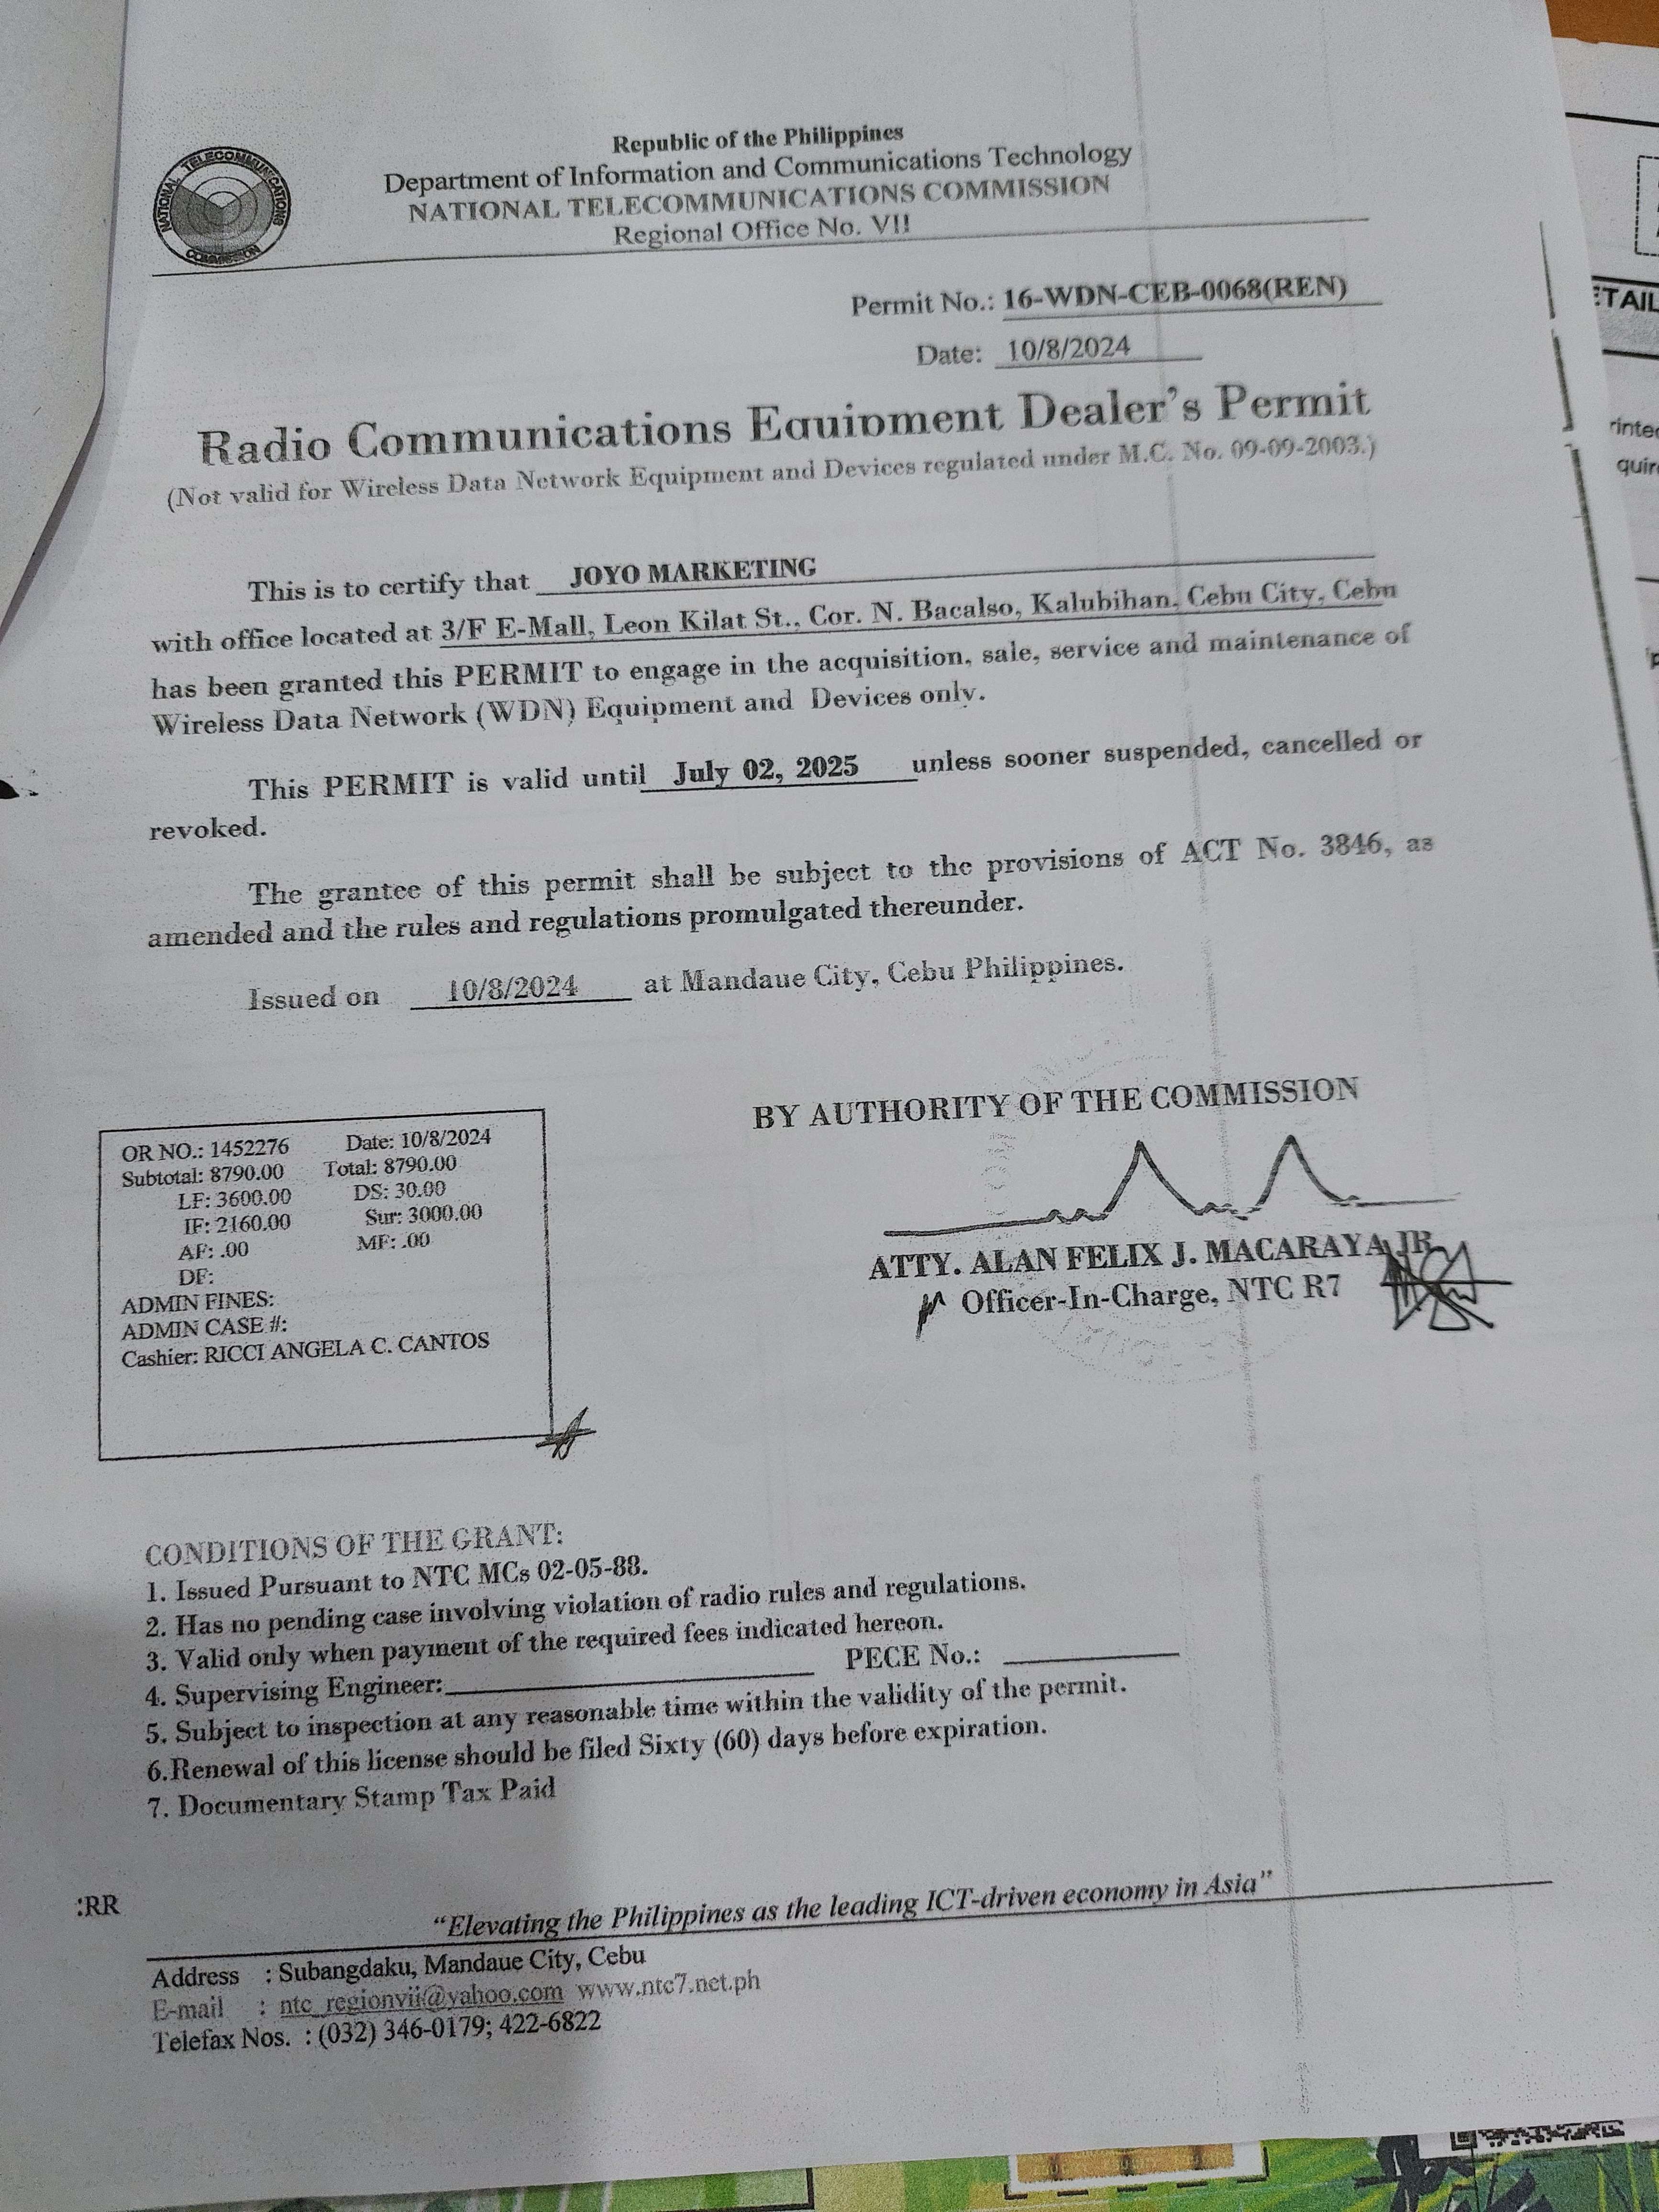 NATIONAL TELECOMMUNICATIONS COMMISSION
Republic of the Philippines
Department of Information and Communications Technology
NATIONAL TELECOMMUNICATIONS COMMISSION
Regional Office No. VII
Permit No.: 16-WDN-CEB-0068(REN)
Date: 10/8/2024
Radio Communications Equipment Dealer's Permit
(Not valid for Wireless Data Network Equipment and Devices regulated under M.C. No. 09-09-2003.)
This is to certify that JOYO MARKETING
with office located at 3/F E-Mall, Leon Kilat St., Cor. N. Bacalso, Kalubihan, Cebu City, Cebu
has been granted this PERMIT to engage in the acquisition, sale, service and maintenance of
Wireless Data Network (WDN) Equipment and Devices only.
This PERMIT is valid until July 02, 2025 unless sooner suspended, cancelled or
revoked.
The grantee of this permit shall be subject to the provisions of ACT No. 3846, as
amended and the rules and regulations promulgated thereunder.
Issued on 10/8/2024 at Mandaue City, Cebu Philippines.
BY AUTHORITY OF THE COMMISSION
ATTY. ALAN FELIX J. MACARAYA JR.
Officer-In-Charge, NTC R7
OR NO.: 1452276 Date: 10/8/2024
Subtotal: 8790.00 Total: 8790.00
LF: 3600.00 DS: 30.00
IF: 2160.00 Sur: 3000.00
AF: .00 MF: .00
DF:
ADMIN FINES:
ADMIN CASE #:
Cashier: RICCI ANGELA C. CANTOS
CONDITIONS OF THE GRANT:
1. Issued Pursuant to NTC MCs 02-05-88.
2. Has no pending case involving violation of radio rules and regulations.
3. Valid only when payment of the required fees indicated hereon.
4. Supervising Engineer: PECE No.:
5. Subject to inspection at any reasonable time within the validity of the permit.
6.Renewal of this license should be filed Sixty (60) days before expiration.
7. Documentary Stamp Tax Paid
:RR
"Elevating the Philippines as the leading ICT-driven economy in Asia"
Address : Subangdaku, Mandaue City, Cebu
E-mail : ntc_regionvii@yahoo.com www.ntc7.net.ph
Telefax Nos. : (032) 346-0179; 422-6822